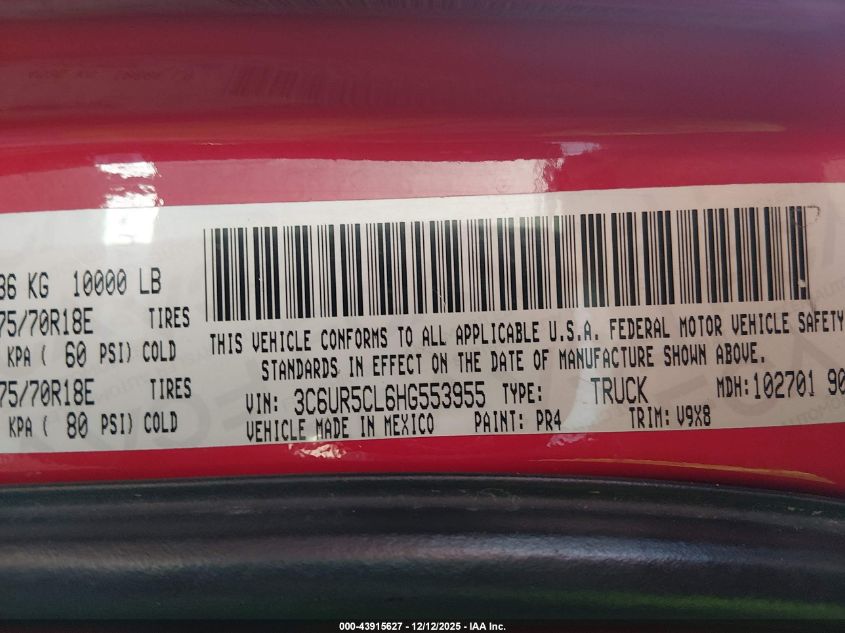 36 KG 10000 LB
75/70R18E TIRES
KPA ( 60 PSI) COLD
75/70R18E TIRES
KPA ( 80 PSI) COLD
THIS VEHICLE CONFORMS TO ALL APPLICABLE U.S.A. FEDERAL MOTOR VEHICLE SAFETY
STANDARDS IN EFFECT ON THE DATE OF MANUFACTURE SHOWN ABOVE.
VIN: 3C6UR5CL6HG553955 TYPE: TRUCK MDH: 102701 90
VEHICLE MADE IN MEXICO PAINT: PR4 TRIM: V9X8
000-43915627 • 12/12/2025 - IAA Inc.